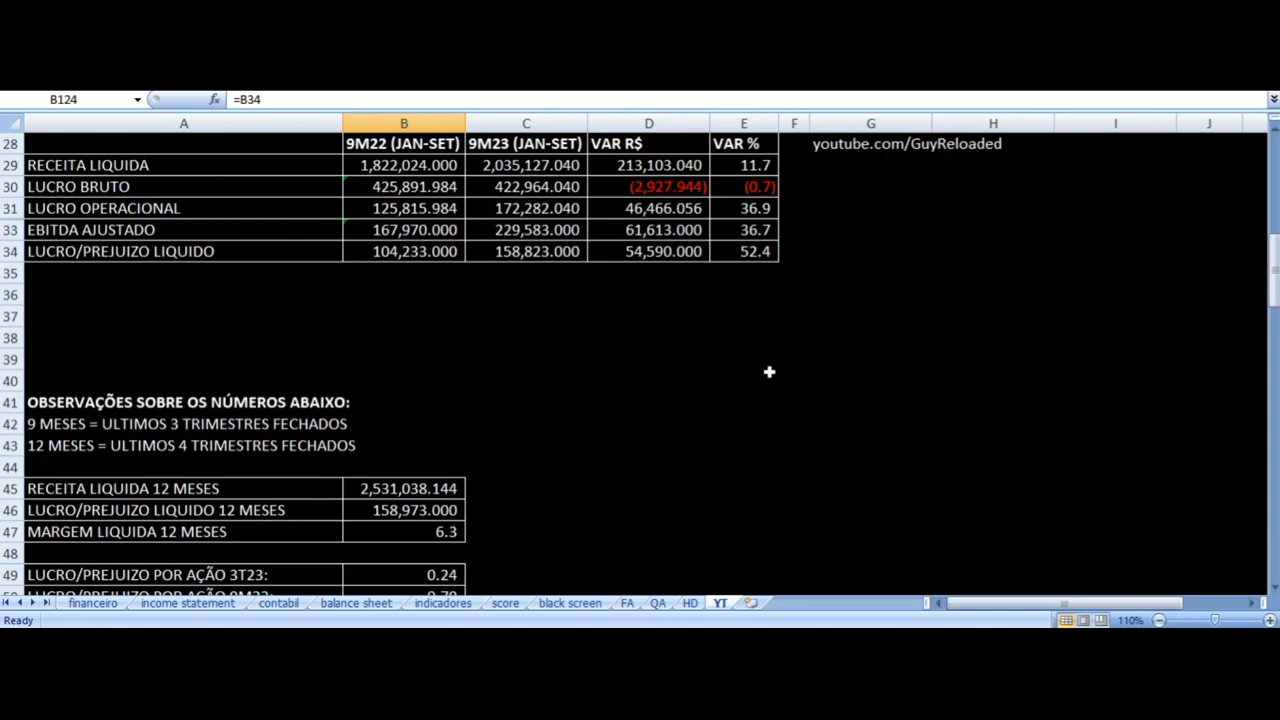 B124 fx =B34
A B C D E F G H I J
28 9M22 (JAN-SET) 9M23 (JAN-SET) VAR R$ VAR % youtube.com/GuyReloaded
29 RECEITA LIQUIDA 1,822,024.000 2,035,127.040 213,103.040 11.7
30 LUCRO BRUTO 425,891.984 422,964.040 (2,927.944) (0.7)
31 LUCRO OPERACIONAL 125,815.984 172,282.040 46,466.056 36.9
33 EBITDA AJUSTADO 167,970.000 229,583.000 61,613.000 36.7
34 LUCRO/PREJUIZO LIQUIDO 104,233.000 158,823.000 54,590.000 52.4
35
36
37
38
39
40
41 OBSERVAÇÕES SOBRE OS NÚMEROS ABAIXO:
42 9 MESES = ULTIMOS 3 TRIMESTRES FECHADOS
43 12 MESES = ULTIMOS 4 TRIMESTRES FECHADOS
44
45 RECEITA LIQUIDA 12 MESES 2,531,038.144
46 LUCRO/PREJUIZO LIQUIDO 12 MESES 158,973.000
47 MARGEM LIQUIDA 12 MESES 6.3
48
49 LUCRO/PREJUIZO POR AÇÃO 3T23: 0.24
financeiro income statement contabil balance sheet indicadores score black screen FA QA HD YT
Ready 110%